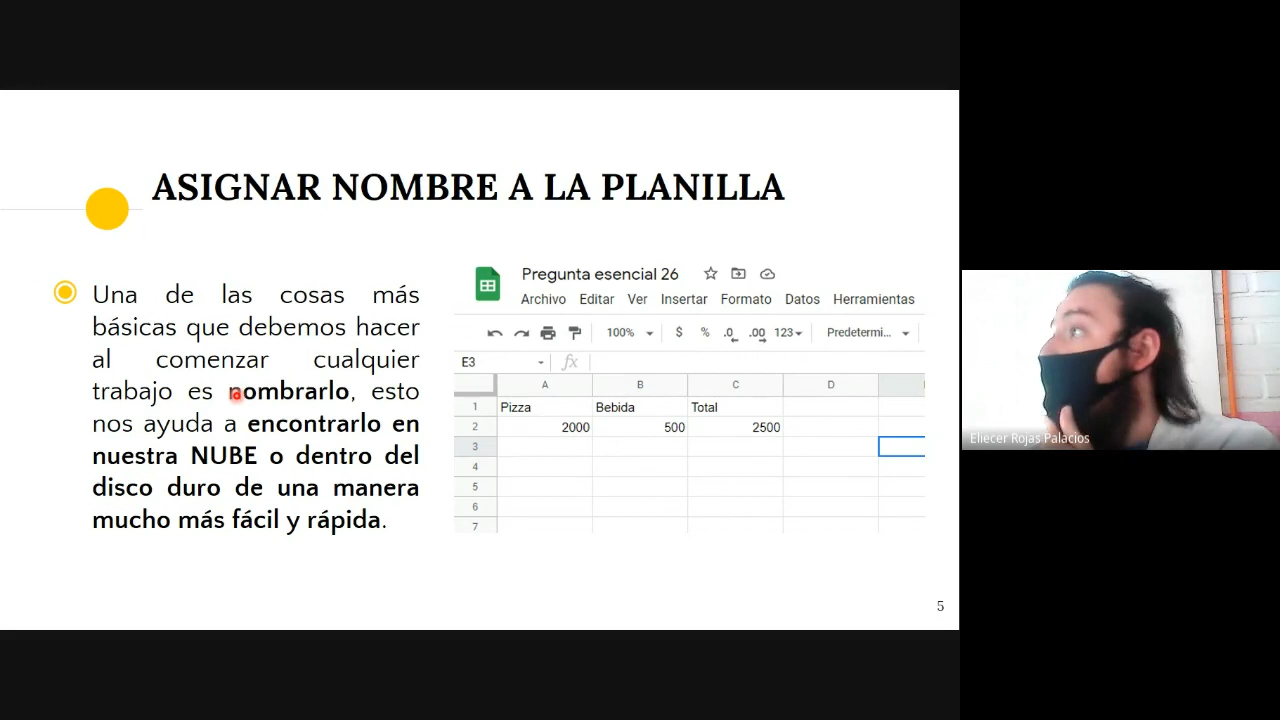 ASIGNAR NOMBRE A LA PLANILLA
Una de las cosas más
básicas que debemos hacer
al comenzar cualquier
trabajo es nombrarlo, esto
nos ayuda a encontrarlo en
nuestra NUBE o dentro del
disco duro de una manera
mucho más fácil y rápida.
Pregunta esencial 26
Archivo Editar Ver Insertar Formato Datos Herramientas
100% $ % .0 .00 123 Predetermi...
E3 fx
A B C D
1 Pizza Bebida Total
2 2000 500 2500
3
4
5
6
7
5
Eliecer Rojas Palacios